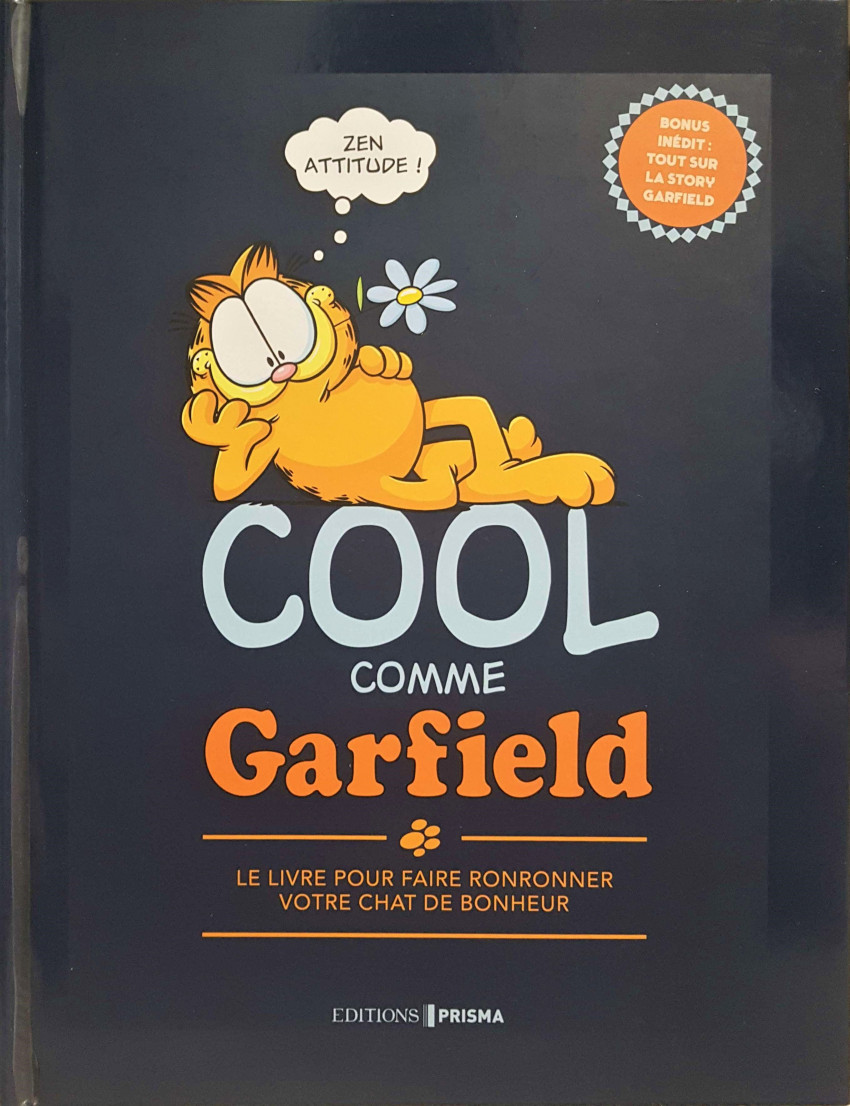 ZEN
ATTITUDE !
BONUS
INÉDIT :
TOUT SUR
LA STORY
GARFIELD
COOL
COMME
Garfield
LE LIVRE POUR FAIRE RONRONNER
VOTRE CHAT DE BONHEUR
EDITIONS PRISMA